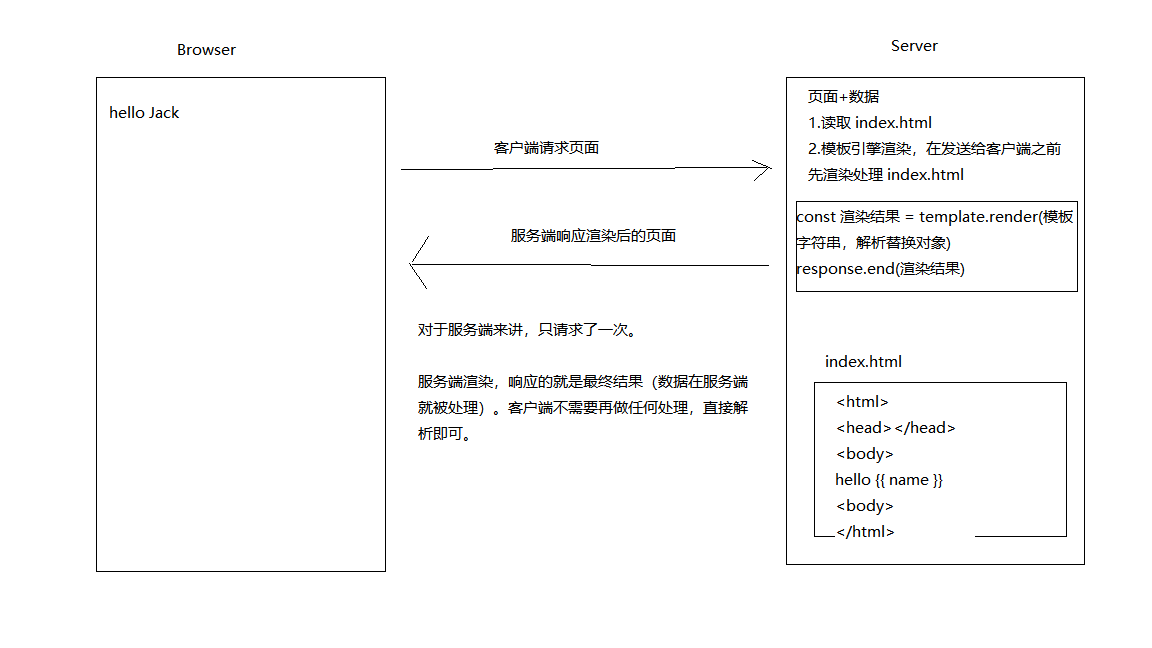 Browser
Server
hello Jack
客户端请求页面
服务端响应渲染后的页面
对于服务端来讲，只请求了一次。
服务端渲染，响应的就是最终结果（数据在服务端
就被处理）。客户端不需要再做任何处理，直接解
析即可。
页面+数据
1.读取 index.html
2.模板引擎渲染，在发送给客户端之前
先渲染处理 index.html
const 渲染结果 = template.render(模板
字符串，解析替换对象)
response.end(渲染结果)
index.html
<html>
<head></head>
<body>
hello {{ name }}
<body>
</html>